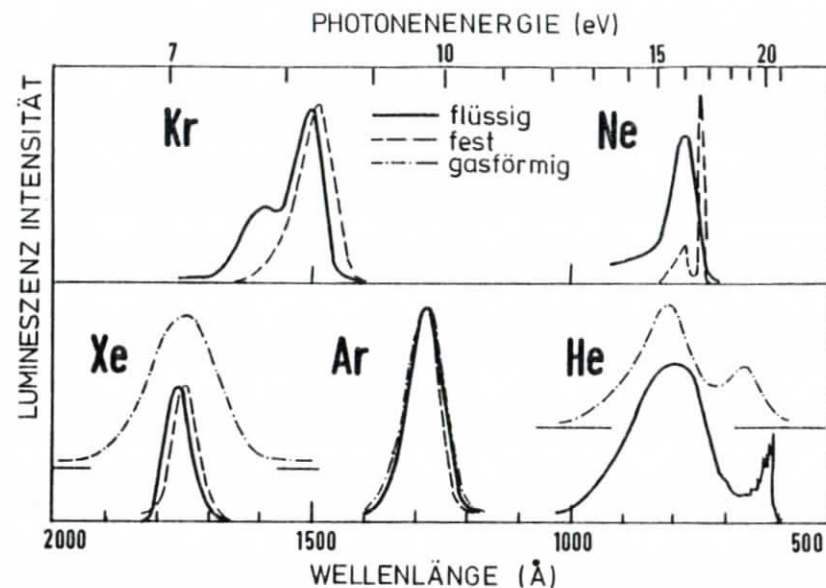 PHOTONENENERGIE (eV)
7 10 15 20
LUMINESZENZ INTENSITÄT
Kr
flüssig
fest
gasförmig
Ne
Xe
Ar
He
2000 1500 1000 500
WELLENLÄNGE (Å)